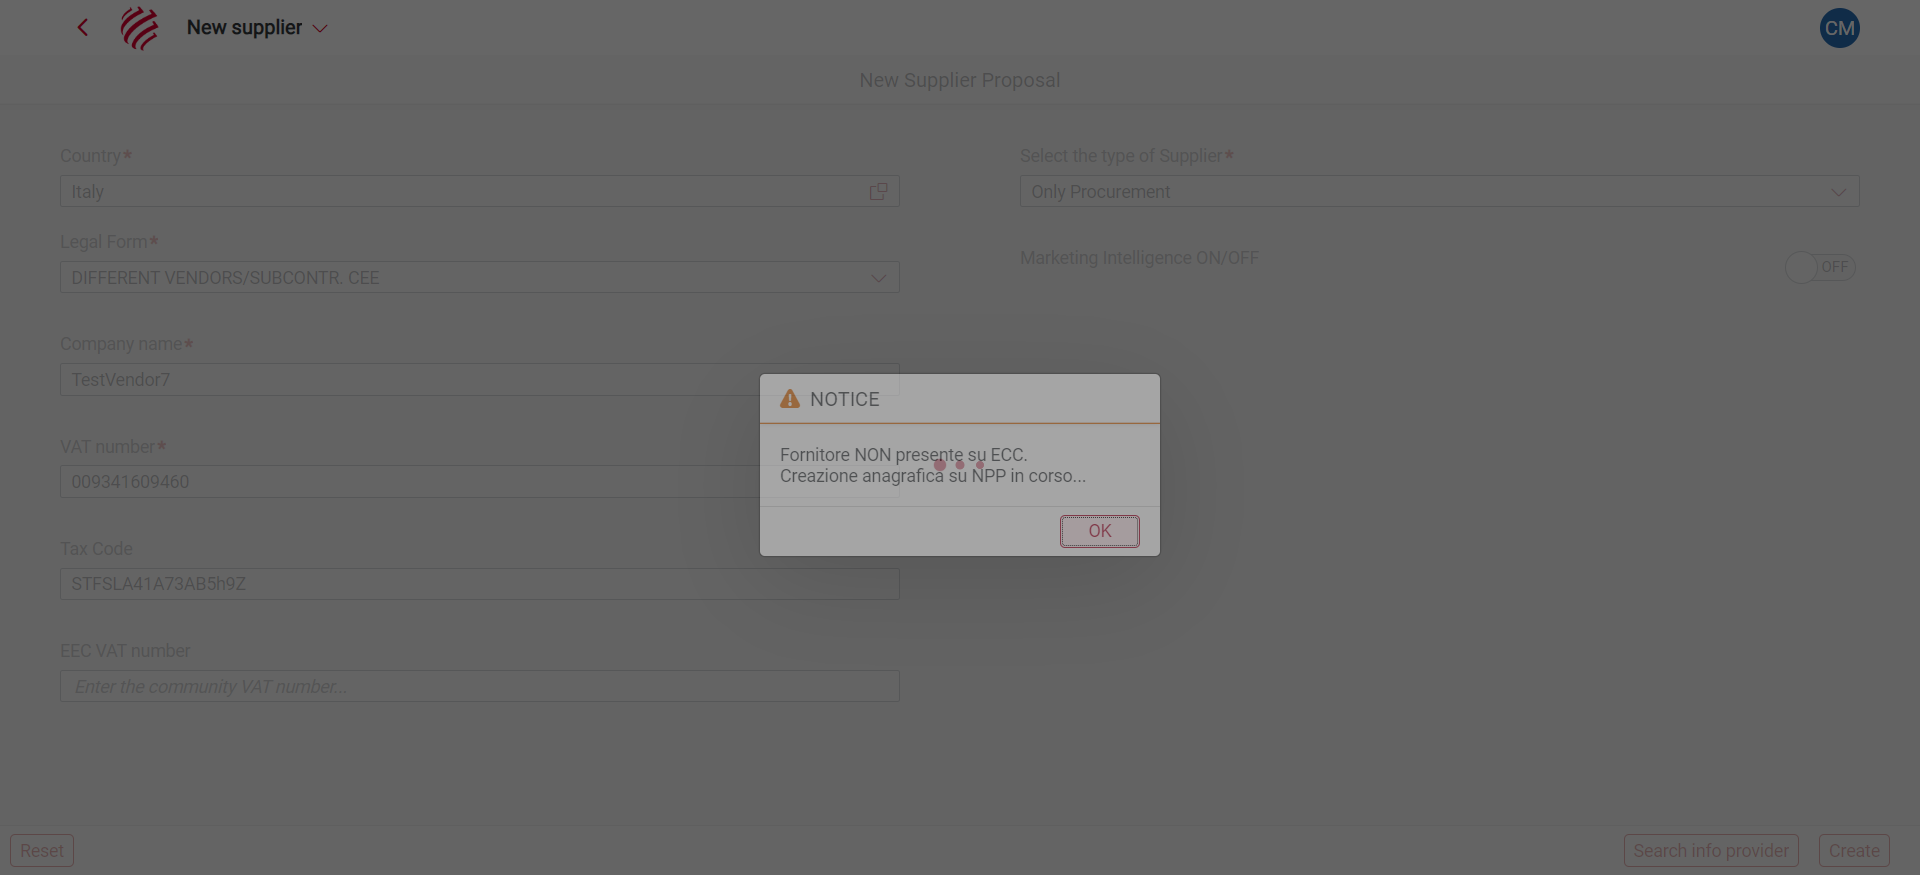 New supplier
CM
New Supplier Proposal
Country*
Italy
Select the type of Supplier*
Only Procurement
Legal Form*
DIFFERENT VENDORS/SUBCONTR. CEE
Marketing Intelligence ON/OFF
OFF
Company name*
TestVendor7
NOTICE
Fornitore NON presente su ECC.
Creazione anagrafica su NPP in corso...
OK
VAT number*
009341609460
Tax Code
STFSLA41A73AB5h9Z
EEC VAT number
Enter the community VAT number...
Reset
Search info provider
Create